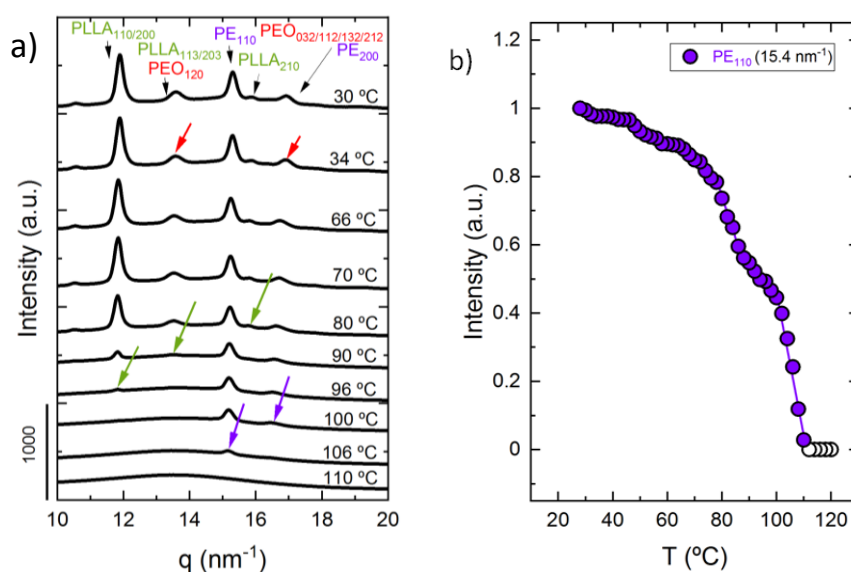 a)
PLLA110/200
PLLA113/203
PEO120
PE110
PLLA210
PEO032/112/132/212
PE200
30 ºC
34 ºC
66 ºC
70 ºC
80 ºC
90 ºC
96 ºC
100 ºC
106 ºC
110 ºC
1000
Intensity (a.u.)
10 12 14 16 18 20
q (nm-1)
b)
PE110 (15.4 nm-1)
1.2
1
0.8
0.6
0.4
0.2
0
Intensity (a.u.)
20 40 60 80 100 120
T (ºC)